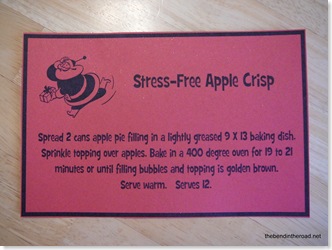 Stress-Free Apple Crisp
Spread 2 cans apple pie filling in a lightly greased 9 X 13 baking dish.
Sprinkle topping over apples. Bake in a 400 degree oven for 19 to 21
minutes or until filling bubbles and topping is golden brown.
Serve warm. Serves 12.
thebendintheroad.net